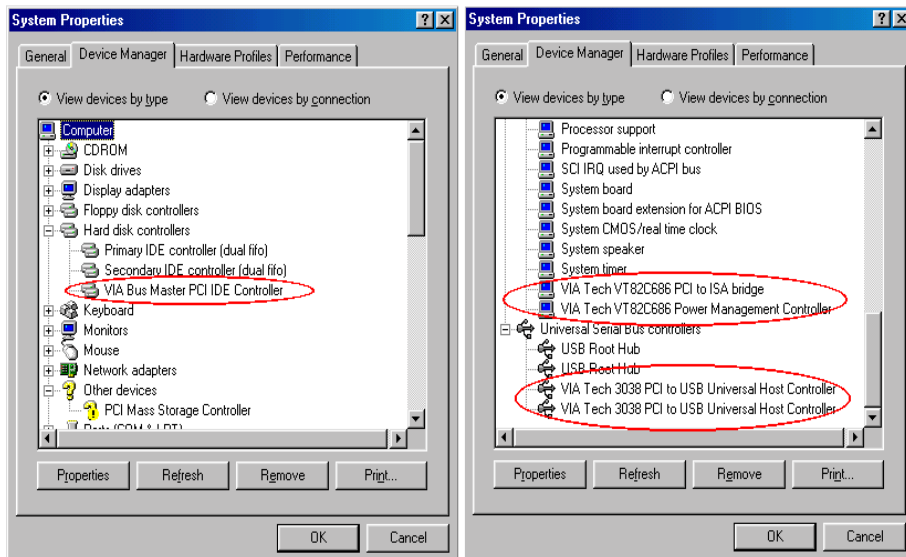 System Properties
General Device Manager Hardware Profiles Performance
View devices by type View devices by connection
Computer
CDROM
Disk drives
Display adapters
Floppy disk controllers
Hard disk controllers
Primary IDE controller (dual fifo)
Secondary IDE controller (dual fifo)
VIA Bus Master PCI IDE Controller
Keyboard
Monitors
Mouse
Network adapters
Other devices
PCI Mass Storage Controller
Ports (COM & LPT)
Properties Refresh Remove Print...
OK Cancel
System Properties
General Device Manager Hardware Profiles Performance
View devices by type View devices by connection
Processor support
Programmable interrupt controller
SCI IRQ used by ACPI bus
System board
System board extension for ACPI BIOS
System CMOS/real time clock
System speaker
System timer
VIA Tech VT82C686 PCI to ISA bridge
VIA Tech VT82C686 Power Management Controller
Universal Serial Bus controllers
USB Root Hub
USB Root Hub
VIA Tech 3038 PCI to USB Universal Host Controller
VIA Tech 3038 PCI to USB Universal Host Controller
Properties Refresh Remove Print...
OK Cancel